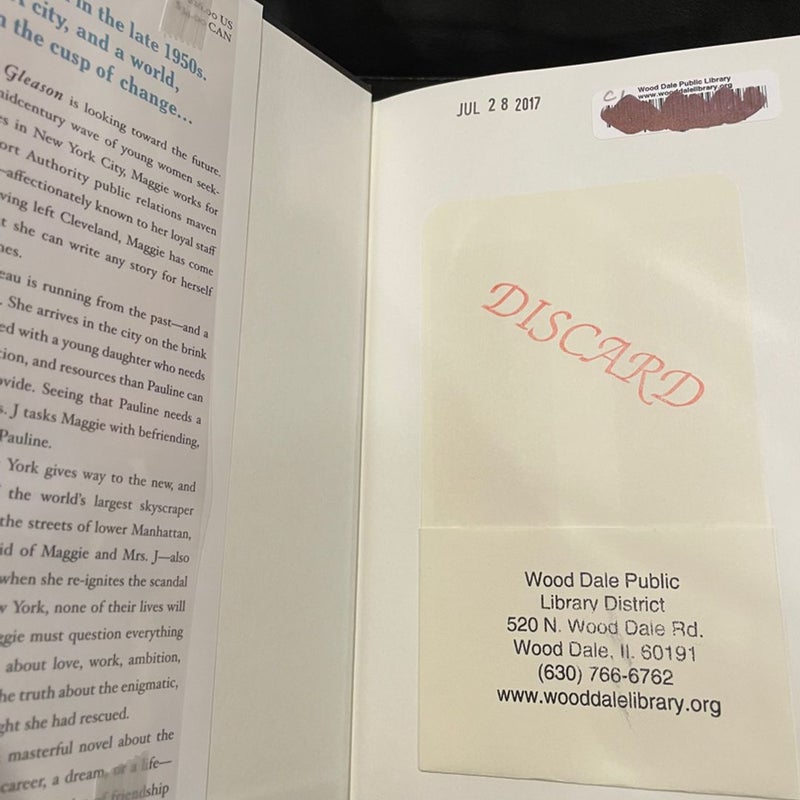 in the late 1950s.
city, and a world,
the cusp of change...
US
CAN
Gleason is looking toward the future.
midcentury wave of young women seek-
in New York City, Maggie works for
ort Authority public relations maven
—affectionately known to her loyal staff
ving left Cleveland, Maggie has come
t she can write any story for herself
nes.
eau is running from the past—and a
. She arrives in the city on the brink
ed with a young daughter who needs
tion, and resources than Pauline can
ovide. Seeing that Pauline needs a
s. J tasks Maggie with befriending,
Pauline.
York gives way to the new, and
the world's largest skyscraper
the streets of lower Manhattan,
id of Maggie and Mrs. J—also
when she re-ignites the scandal
w York, none of their lives will
ggie must question everything
about love, work, ambition,
he truth about the enigmatic,
ght she had rescued.
masterful novel about the
career, a dream, or a life—
friendship
JUL 28 2017
Wood Dale Public Library
www.wooddalelibrary.org
DISCARD
Wood Dale Public
Library District
520 N. Wood Dale Rd.
Wood Dale, Il. 60191
(630) 766-6762
www.wooddalelibrary.org